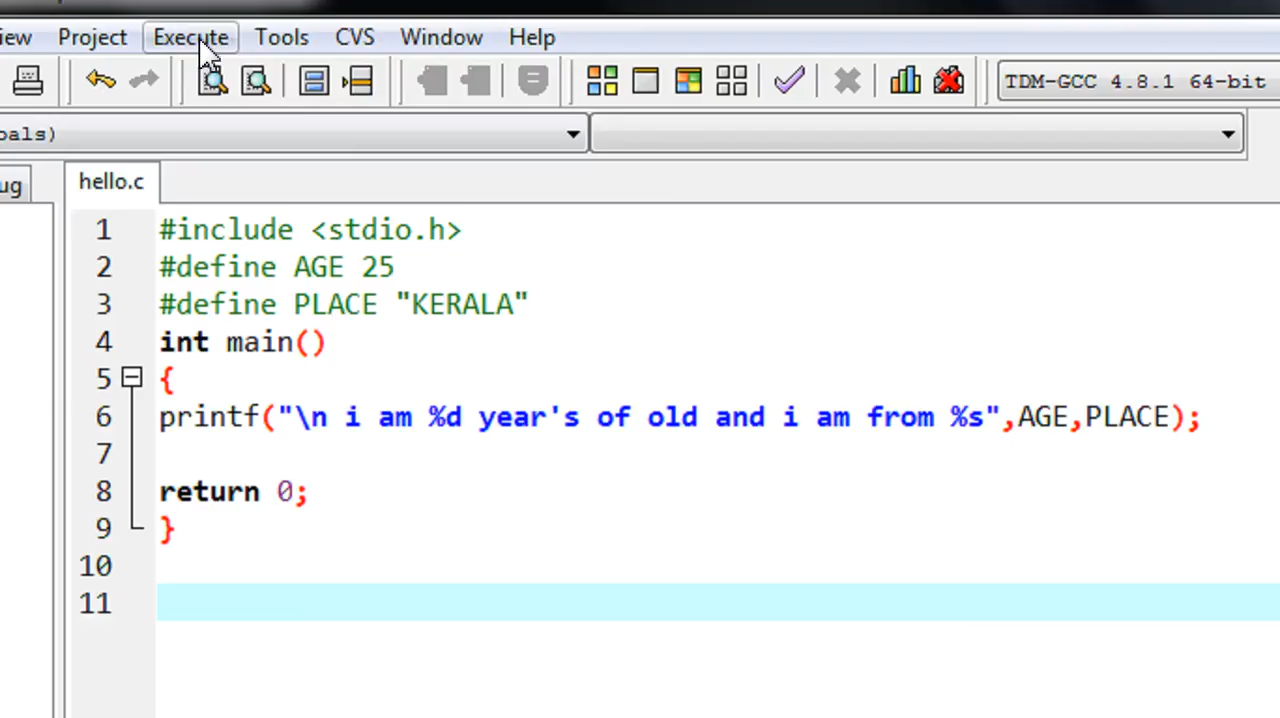 iew Project Execute Tools CVS Window Help
TDM-GCC 4.8.1 64-bit
bals)
ug hello.c
1 #include <stdio.h>
2 #define AGE 25
3 #define PLACE "KERALA"
4 int main()
5 {
6 printf("\n i am %d year's of old and i am from %s",AGE,PLACE);
7
8 return 0;
9 }
10
11